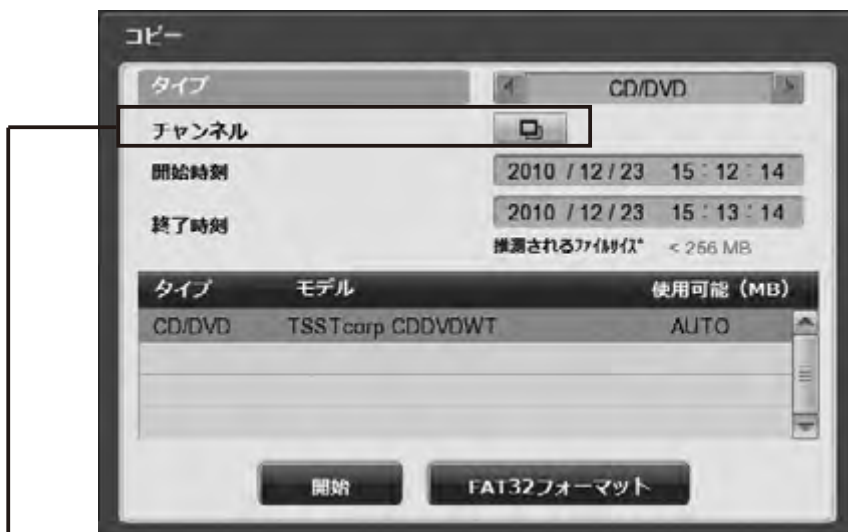 コピー
タイプ CD/DVD
チャンネル
開始時刻 2010 / 12 / 23 15 : 12 : 14
終了時刻 2010 / 12 / 23 15 : 13 : 14
推測されるファイルサイズ < 256 MB
タイプ モデル 使用可能 (MB)
CD/DVD TSSTcorp CDDVDWT AUTO
開始 FAT32フォーマット